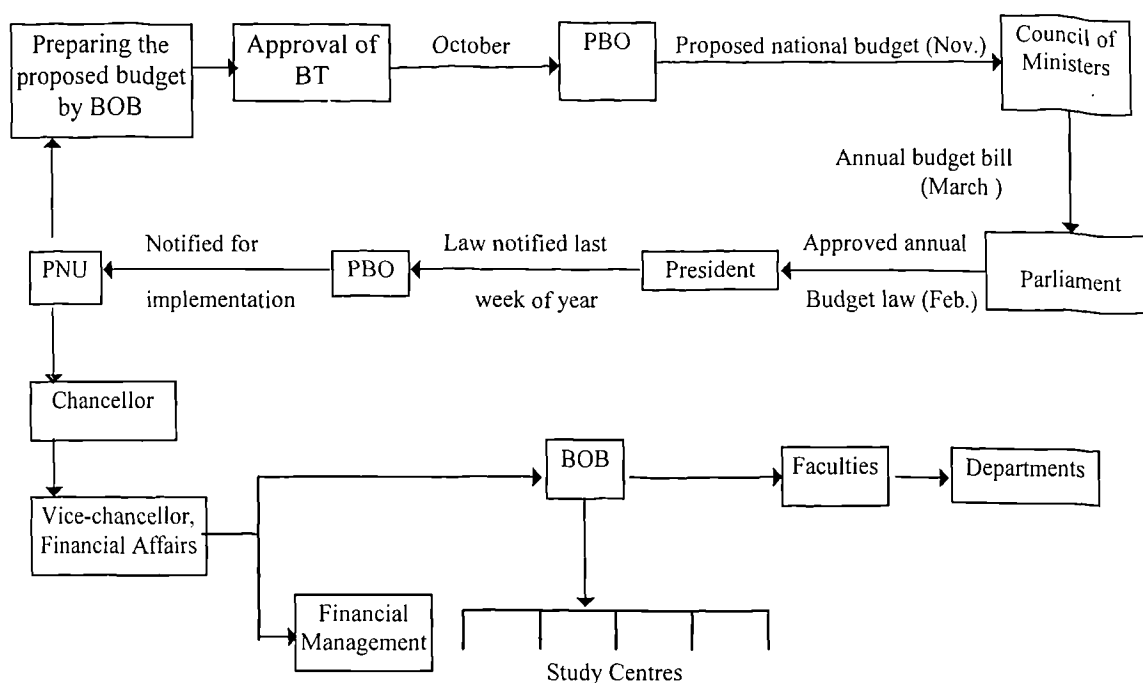 Preparing the
proposed budget
by BOB
Approval of
BT
October
PBO
Proposed national budget (Nov.)
Council of
Ministers
Annual budget bill
(March )
PNU
Notified for
implementation
PBO
Law notified last
week of year
President
Approved annual
Budget law (Feb.)
Parliament
Chancellor
Vice-chancellor,
Financial Affairs
BOB
Faculties
Departments
Financial
Management
Study Centres